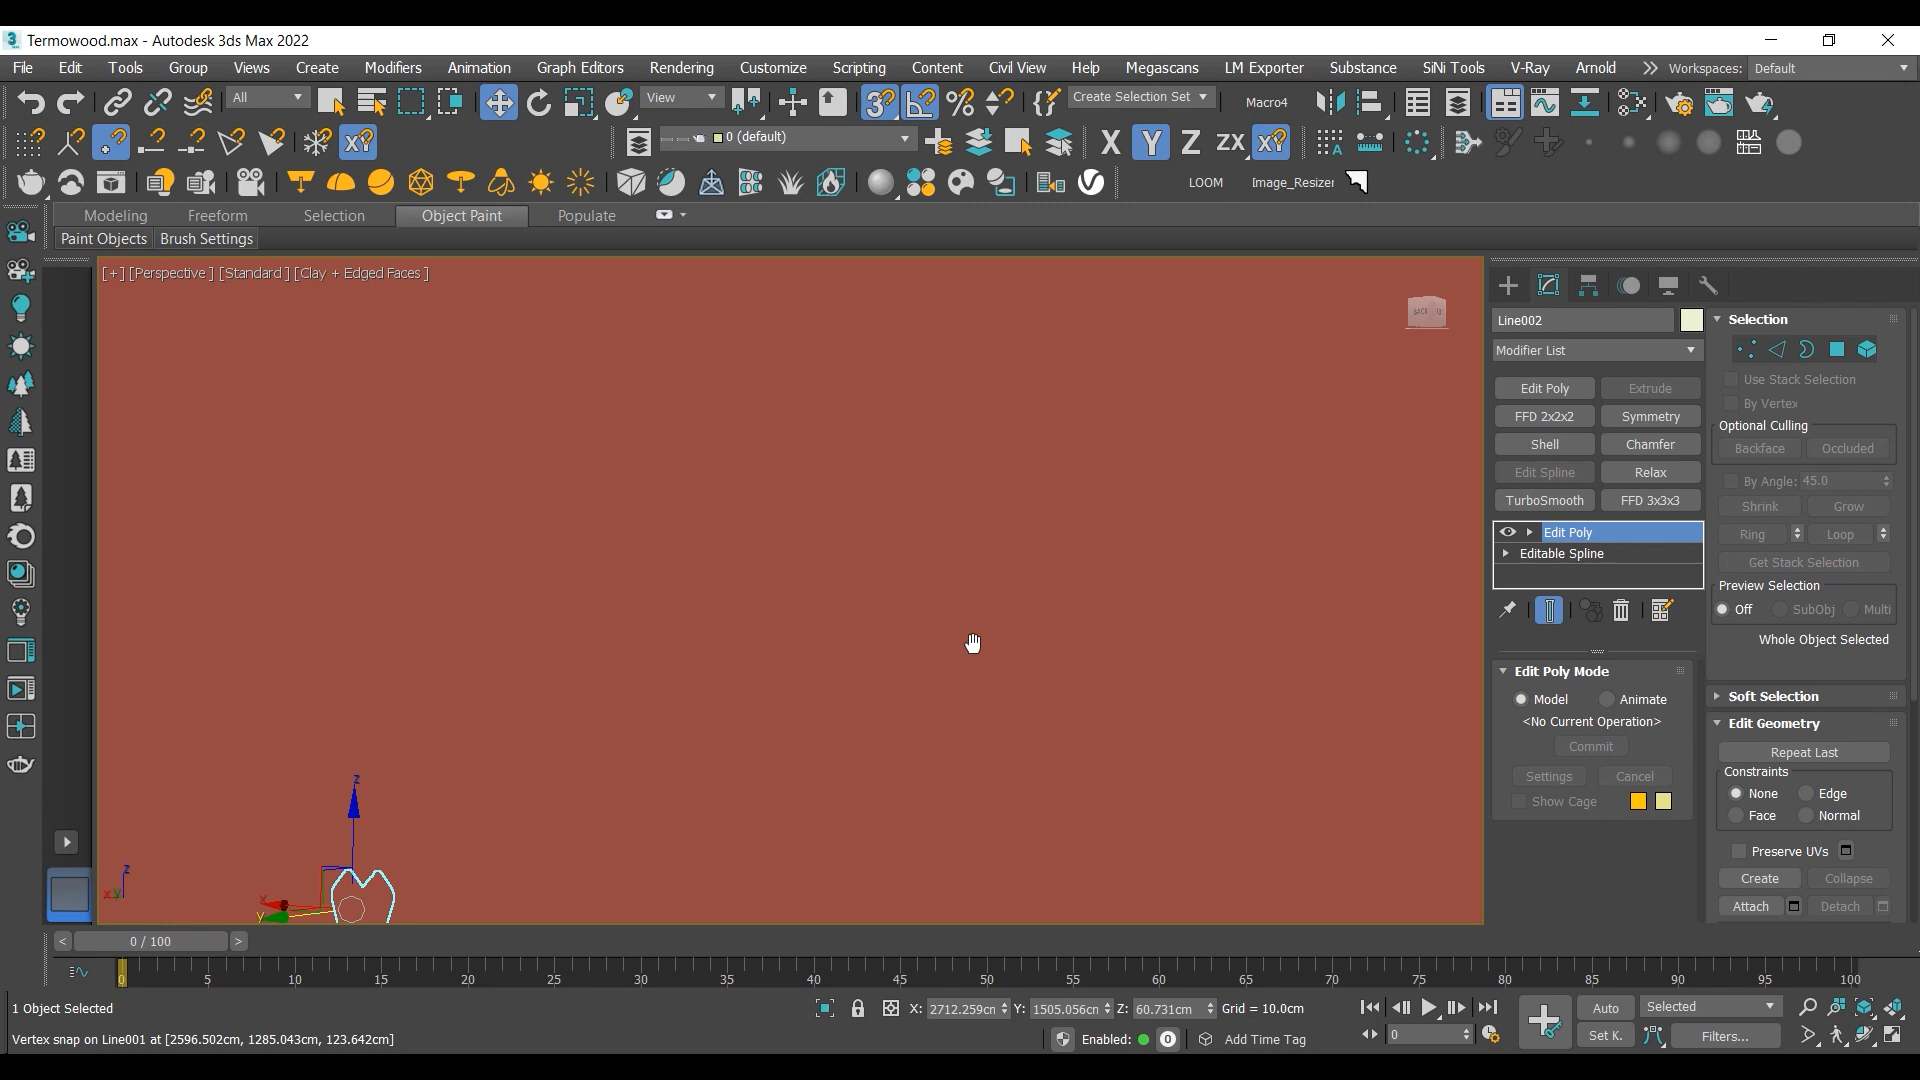 Termowood.max - Autodesk 3ds Max 2022
File Edit Tools Group Views Create Modifiers Animation Graph Editors Rendering Customize Scripting Content Civil View Help Megascans LM Exporter Substance SiNi Tools V-Ray Arnold Workspaces: Default
All View Create Selection Set Macro4
0 (default) X Y Z ZX
LOOM Image_Resizer
Modeling Freeform Selection Object Paint Populate
Paint Objects Brush Settings
[+] [Perspective ] [Standard ] [Clay + Edged Faces ]
Line002
Modifier List
Edit Poly Extrude
FFD 2x2x2 Symmetry
Shell Chamfer
Edit Spline Relax
TurboSmooth FFD 3x3x3
Edit Poly
Editable Spline
Edit Poly Mode
Model Animate
<No Current Operation>
Commit
Settings Cancel
Show Cage
Selection
Use Stack Selection
By Vertex
Optional Culling
Backface Occluded
By Angle: 45.0
Shrink Grow
Ring Loop
Get Stack Selection
Preview Selection
Off SubObj Multi
Whole Object Selected
Soft Selection
Edit Geometry
Repeat Last
Constraints
None Edge
Face Normal
Preserve UVs
Create Collapse
Attach Detach
z
x
y
z
x y
0 / 100
0 5 10 15 20 25 30 35 40 45 50 55 60 65 70 75 80 85 90 95 100
1 Object Selected X: 2712.259cm Y: 1505.056cm Z: 60.731cm Grid = 10.0cm Auto Selected
Vertex snap on Line001 at [2596.502cm, 1285.043cm, 123.642cm] Enabled: 0 Add Time Tag 0 Set K. Filters...